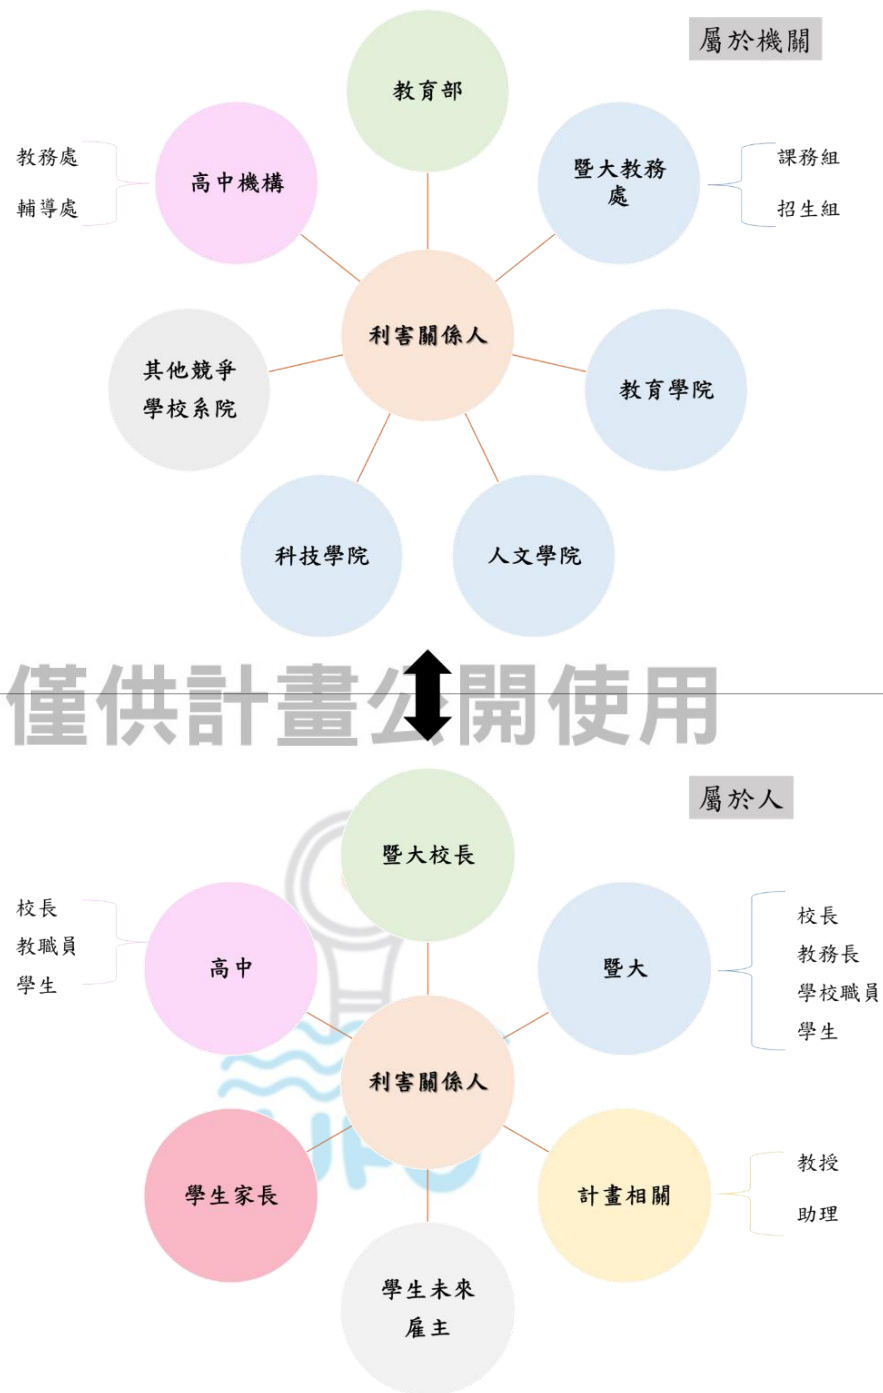 屬於機關
教育部
教務處
輔導處
高中機構
暨大教務
處
課務組
招生組
利害關係人
其他競爭
學校系院
教育學院
科技學院
人文學院
僅供計畫公開使用
屬於人
暨大校長
校長
教職員
學生
高中
暨大
校長
教務長
學校職員
學生
利害關係人
學生家長
計畫相關
教授
助理
學生未來
雇主